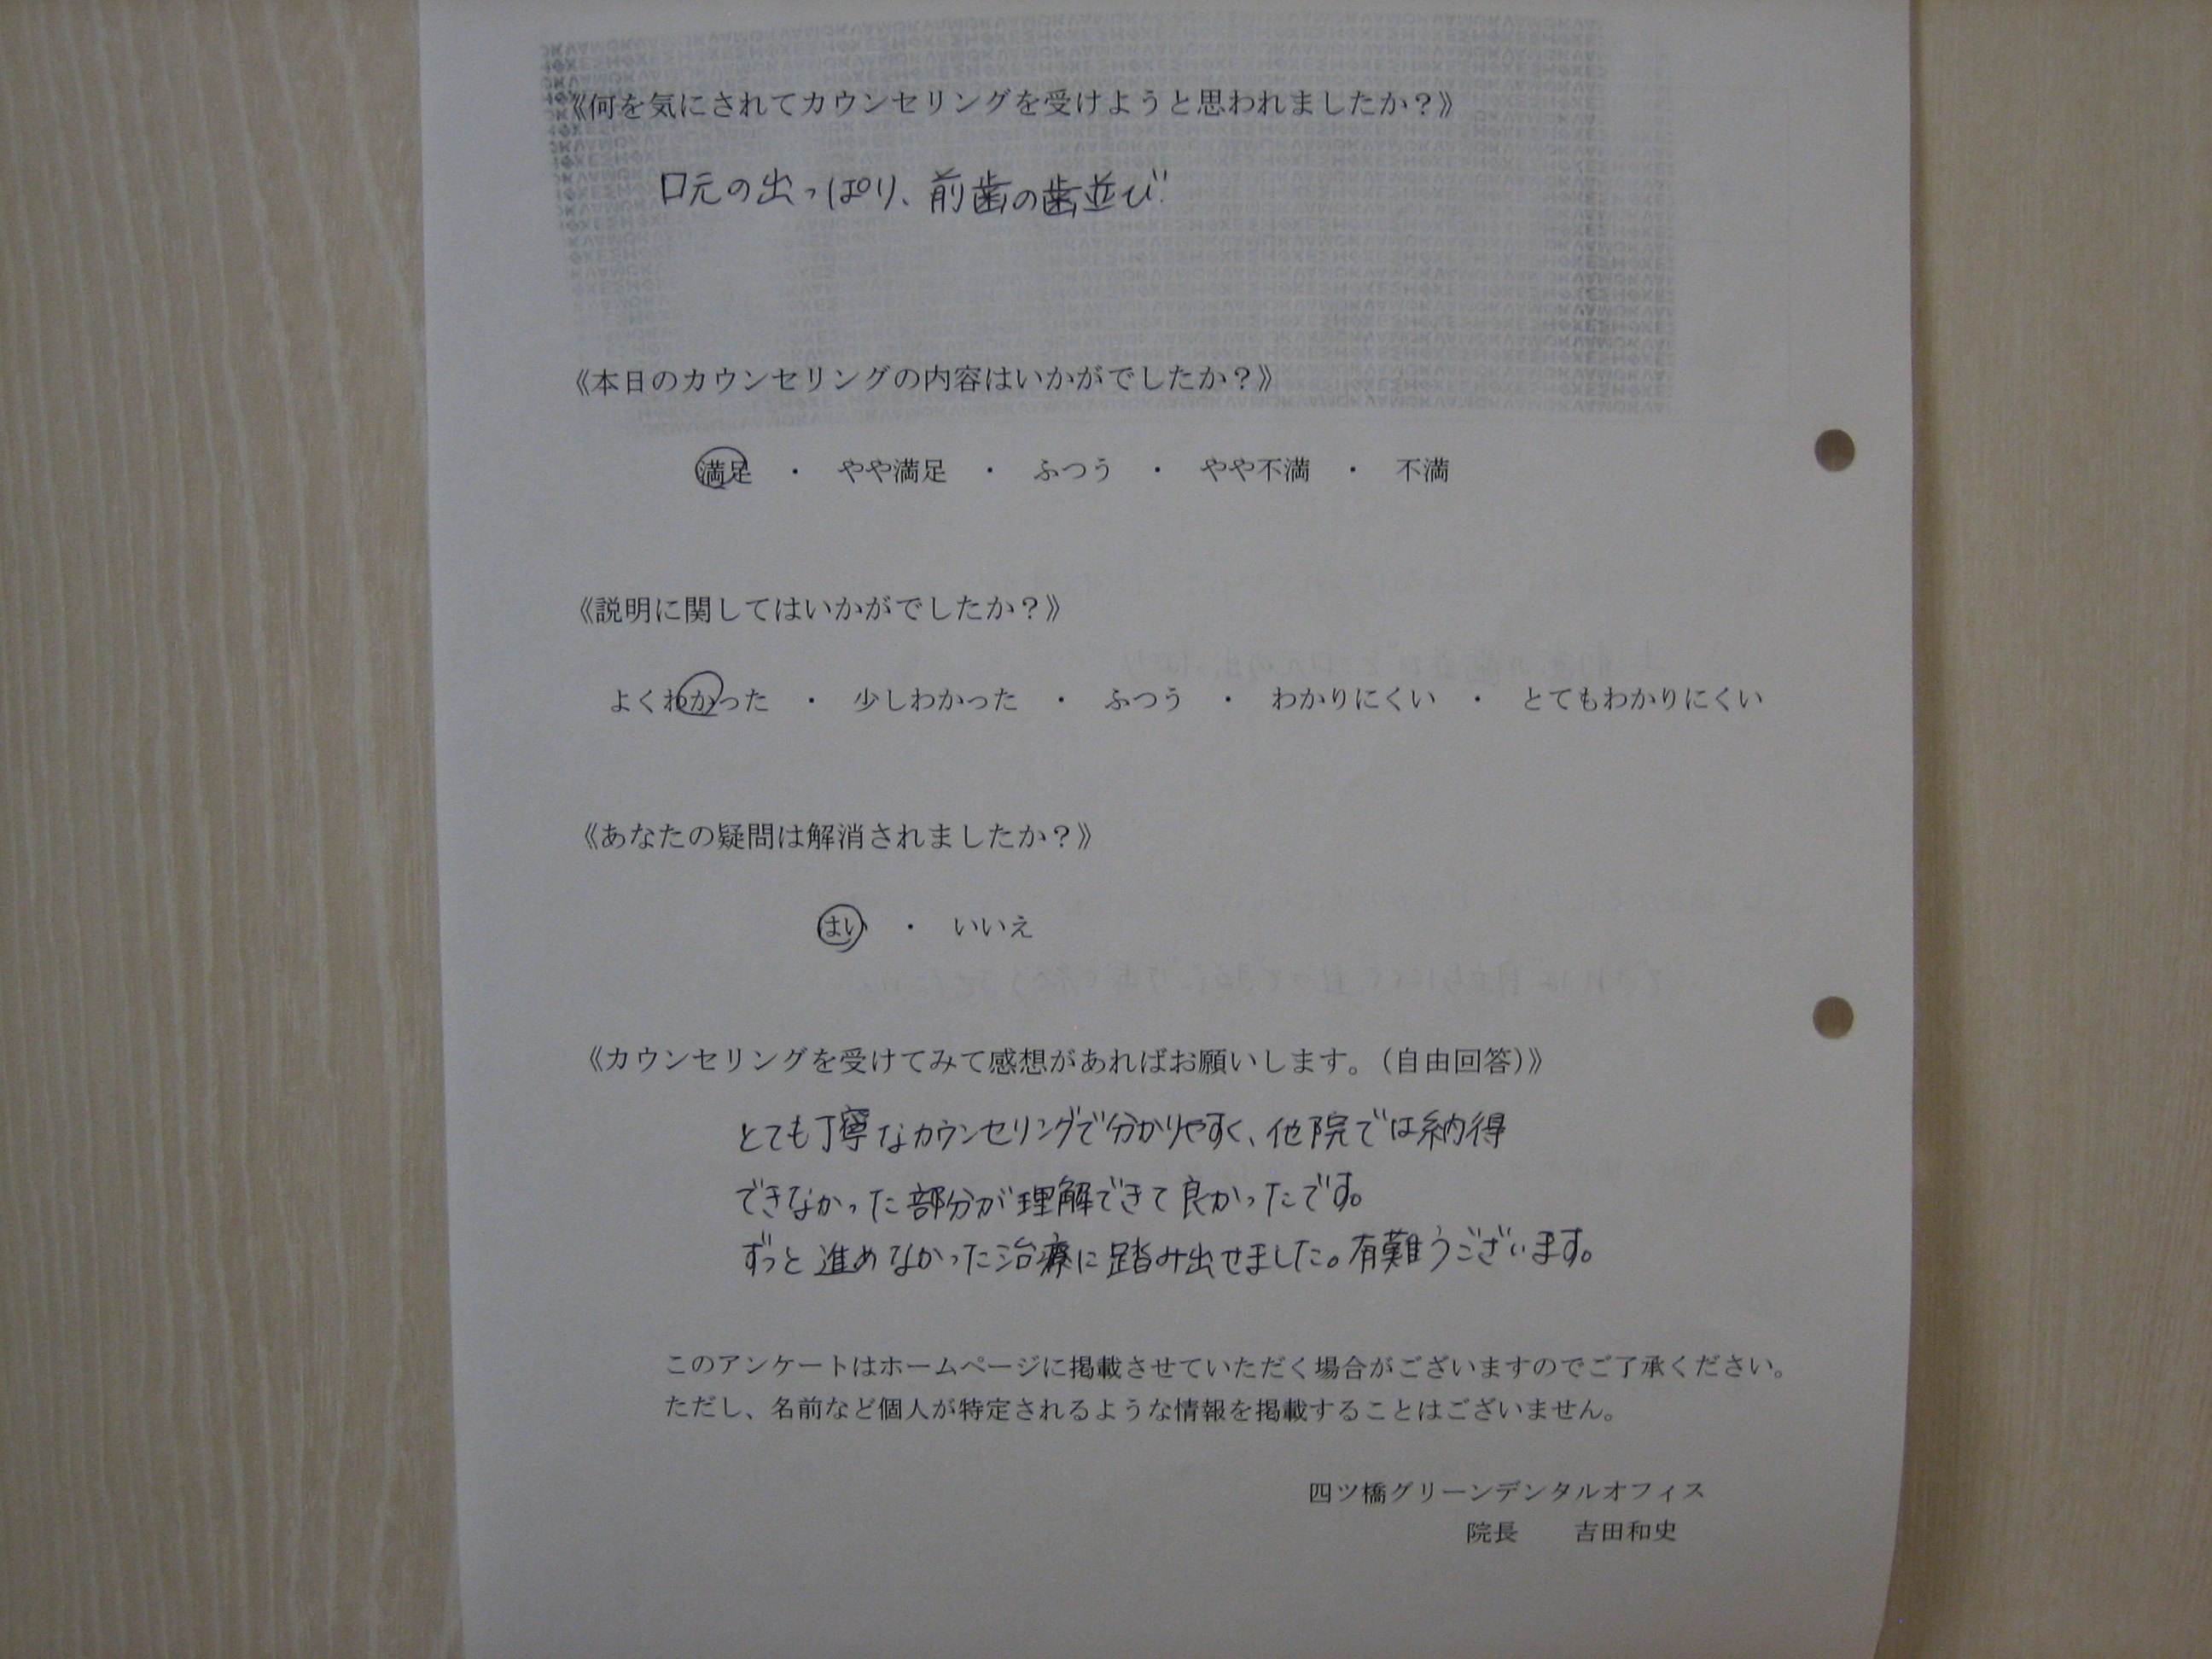 《何を気にされてカウンセリングを受けようと思われましたか？》
口元の出っぱり、前歯の歯並び
《本日のカウンセリングの内容はいかがでしたか？》
満足 ・ やや満足 ・ ふつう ・ やや不満 ・ 不満
《説明に関してはいかがでしたか？》
よくわかった ・ 少しわかった ・ ふつう ・ わかりにくい ・ とてもわかりにくい
《あなたの疑問は解消されましたか？》
はい ・ いいえ
《カウンセリングを受けてみて感想があればお願いします。（自由回答）》
とても丁寧なカウンセリングで分かりやすく、他院では納得
できなかった部分が理解できて良かったです。
ずっと進めなかった治療に踏み出せました。有難うございます。
このアンケートはホームページに掲載させていただく場合がございますのでご了承ください。
ただし、名前など個人が特定されるような情報を掲載することはございません。
四ツ橋グリーンデンタルオフィス
院長 吉田和史